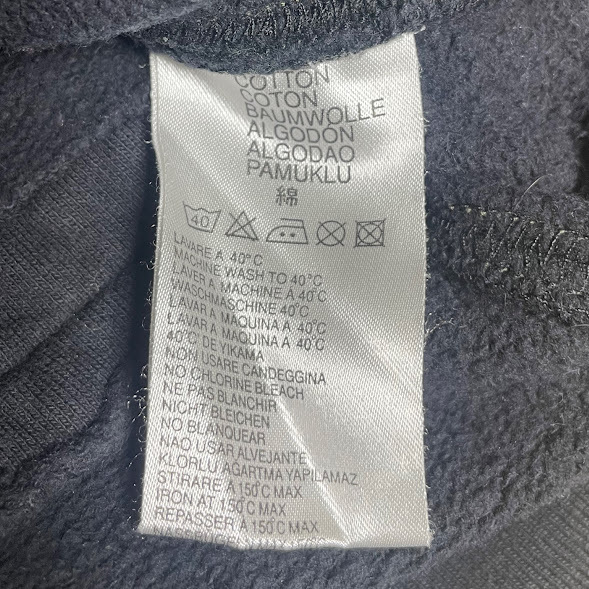 COTTON
COTON
BAUMWOLLE
ALGODÓN
ALGODAO
PAMUKLU
綿
40
LAVARE A 40°C
MACHINE WASH TO 40°C
LAVER A MACHINE A 40°C
WASCHMASCHINE 40°C
LAVAR A MAQUINA A 40°C
LAVAR A MAQUINA A 40°C
40°C' DE YIKAMA
NON USARE CANDEGGINA
NO CHLORINE BLEACH
NE PAS BLANCHIR
NICHT BLEICHEN
NO BLANQUEAR
NAO USAR ALVEJANTE
KLORLU AGARTMA YAPILAMAZ
STIRARE A 150°C MAX
IRON AT 150°C MAX
REPASSER A 150°C MAX